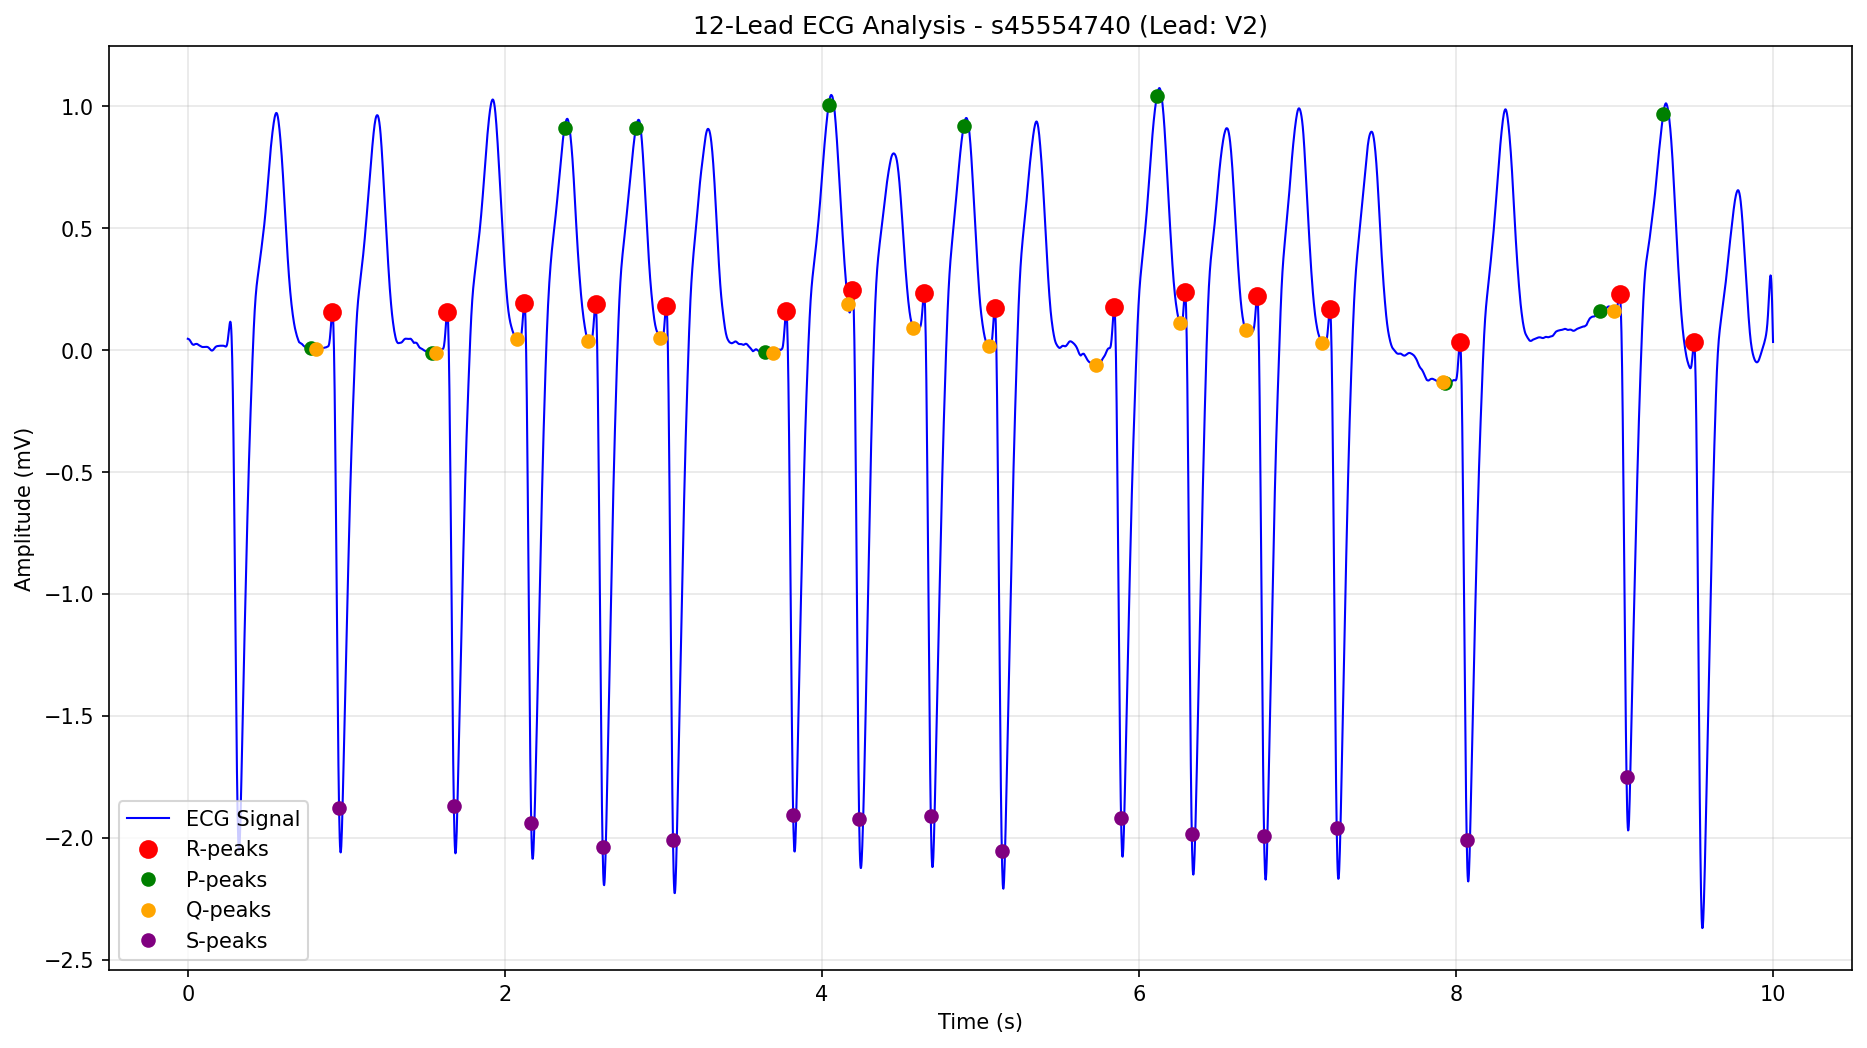 12-Lead ECG Analysis - s45554740 (Lead: V2)
1.0
0.5
0.0
−0.5
−1.0
−1.5
−2.0
−2.5
Amplitude (mV)
ECG Signal
R-peaks
P-peaks
Q-peaks
S-peaks
0 2 4 6 8 10
Time (s)